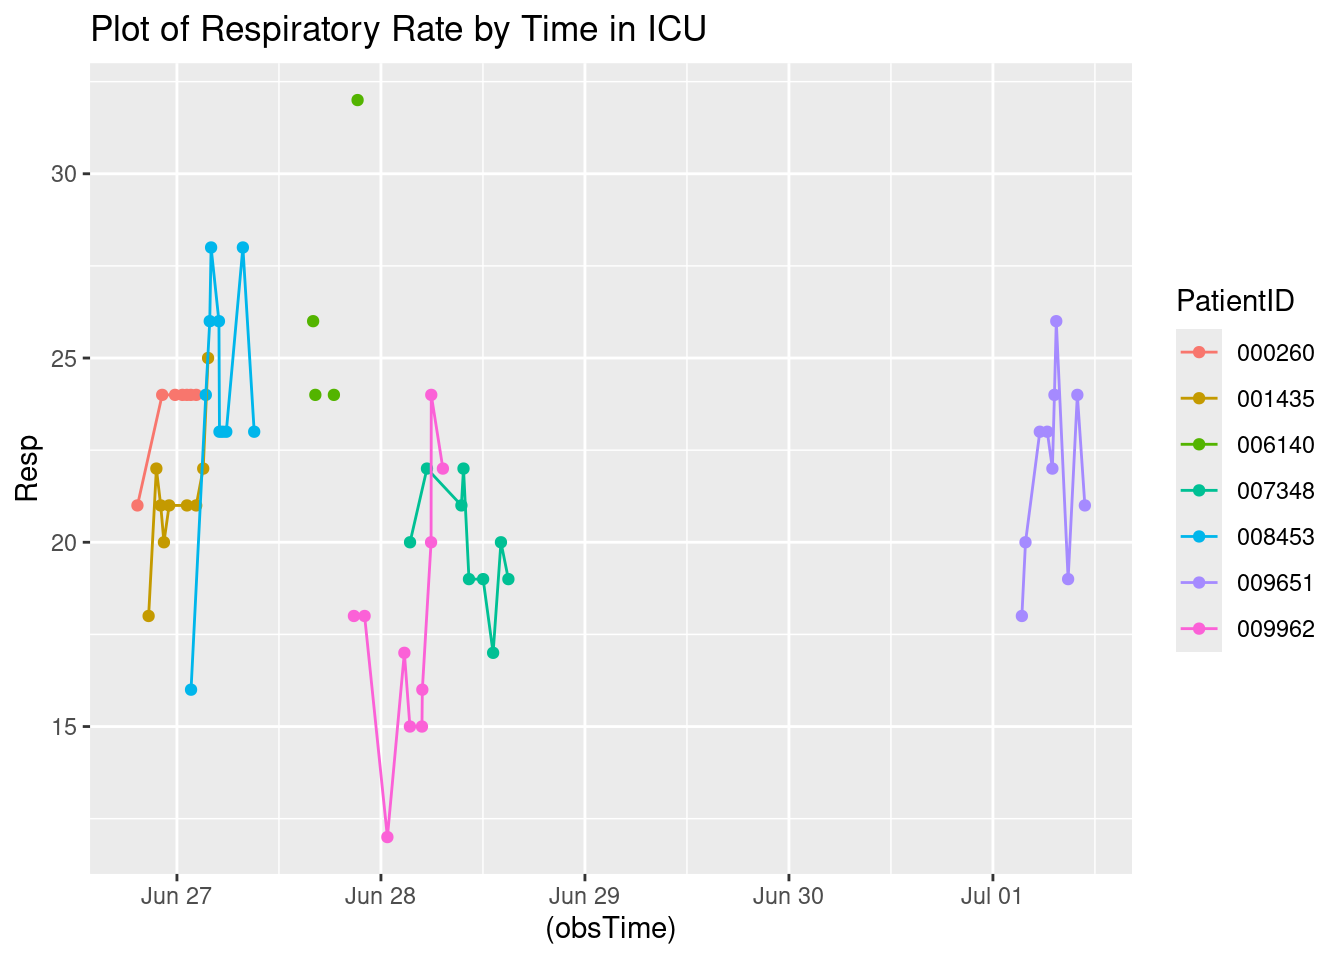 Plot of Respiratory Rate by Time in ICU
30
25
20
15
Resp
Jun 27
Jun 28
Jun 29
Jun 30
Jul 01
(obsTime)
PatientID
000260
001435
006140
007348
008453
009651
009962